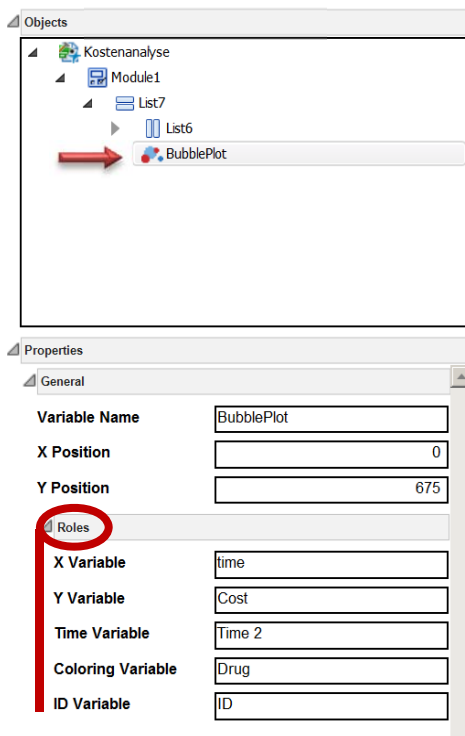 Objects
Kostenanalyse
Module1
List7
List6
BubblePlot
Properties
General
Variable Name BubblePlot
X Position 0
Y Position 675
Roles
X Variable time
Y Variable Cost
Time Variable Time 2
Coloring Variable Drug
ID Variable ID